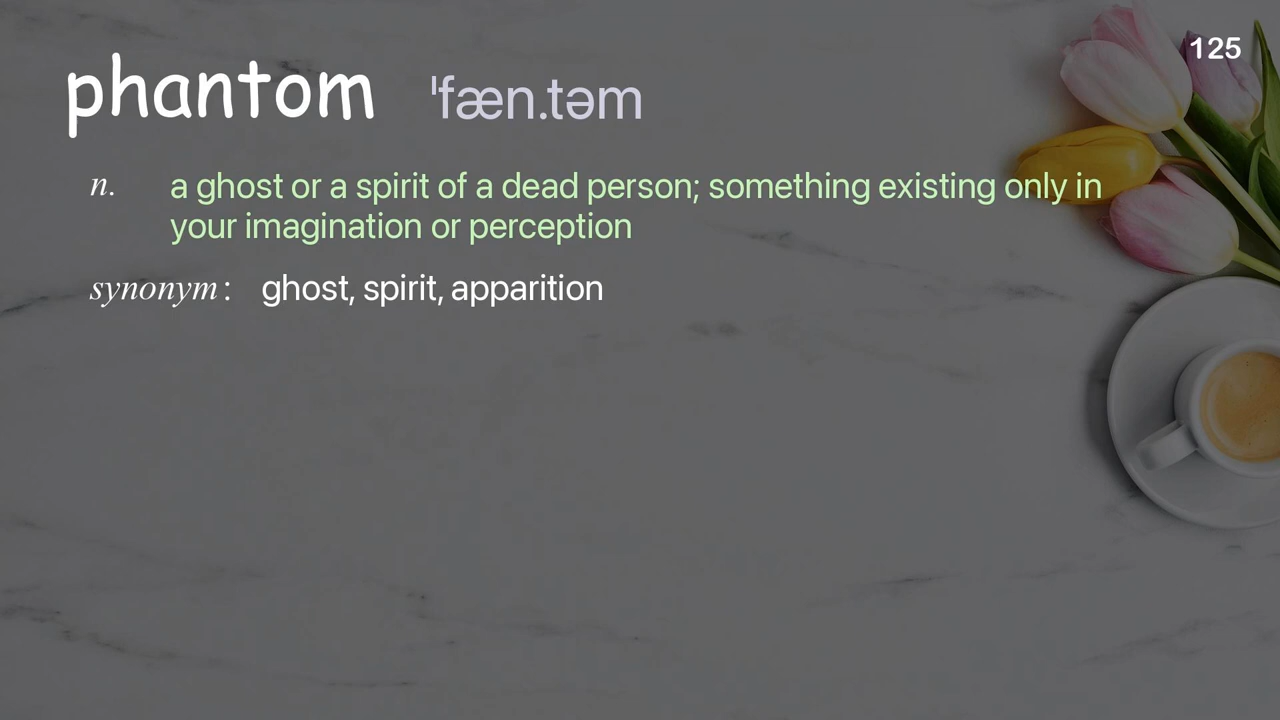 125
phantom ˈfæn.təm
n. a ghost or a spirit of a dead person; something existing only in
your imagination or perception
synonym: ghost, spirit, apparition